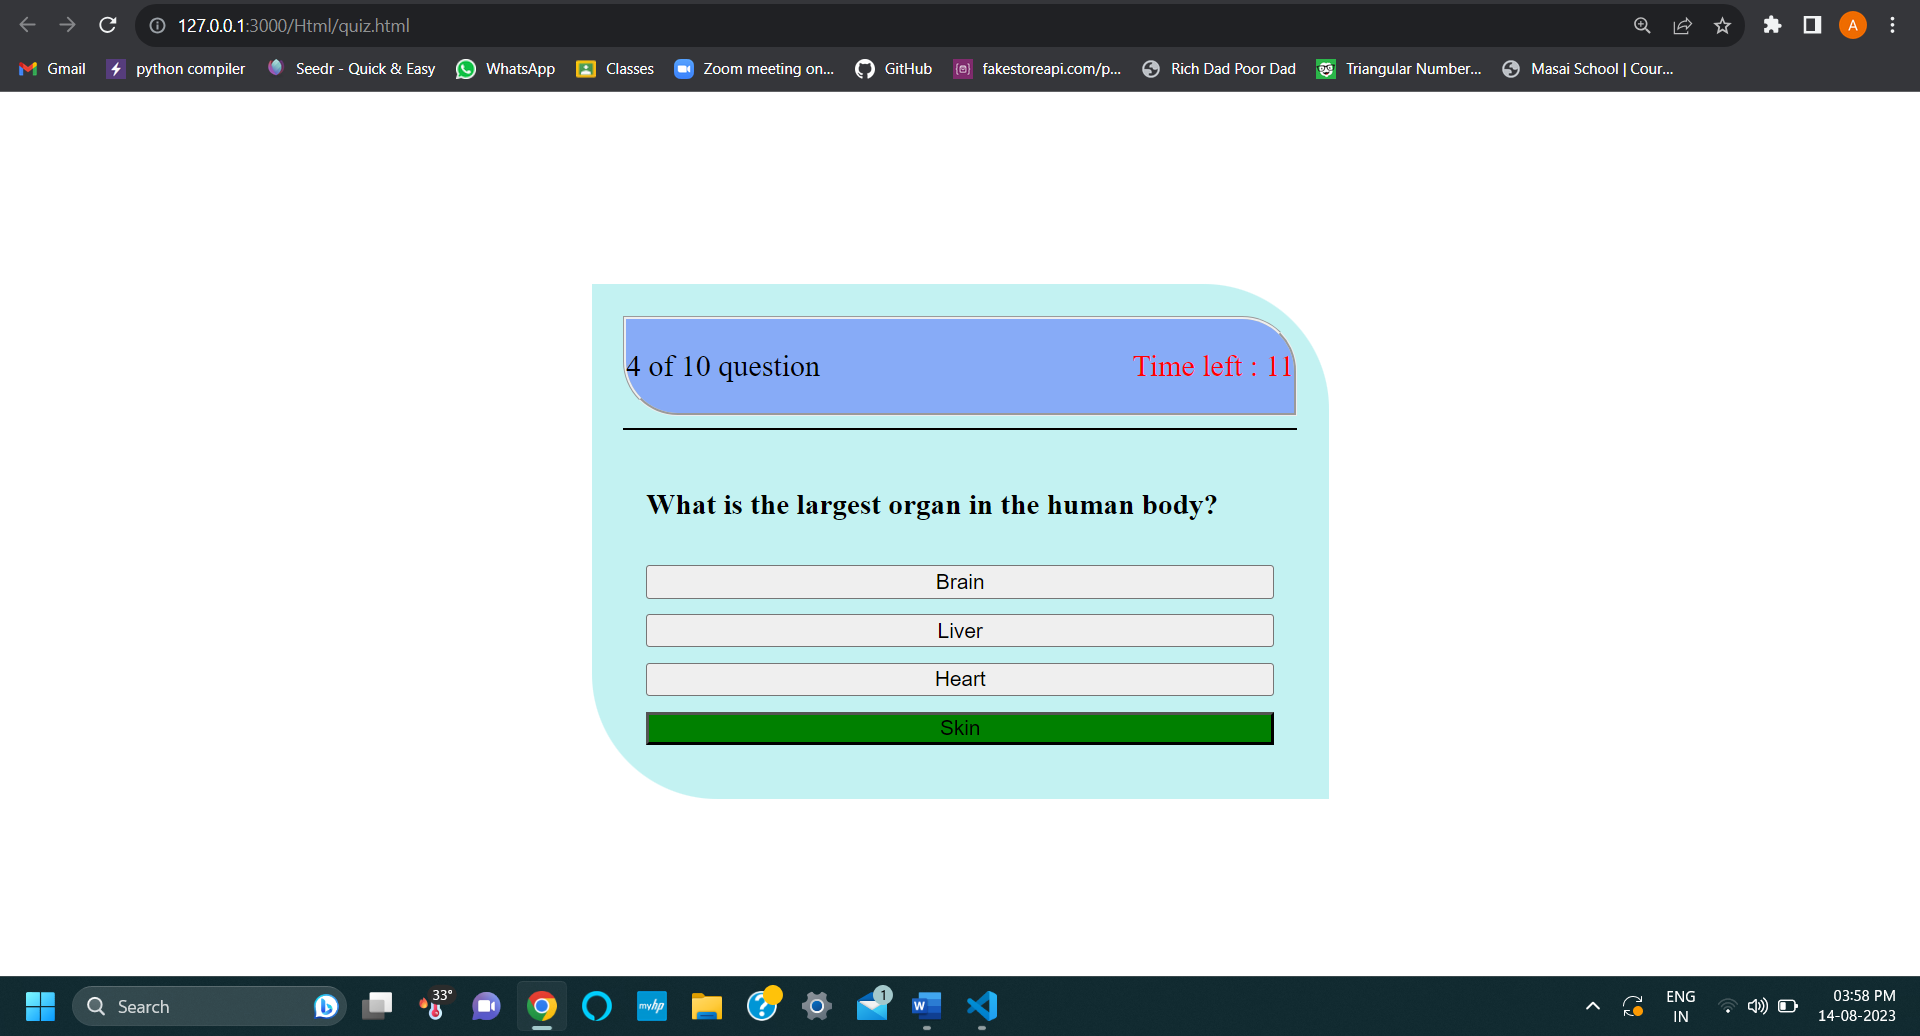 127.0.0.1:3000/Html/quiz.html
A
Gmail python compiler Seedr - Quick & Easy WhatsApp Classes Zoom meeting on... GitHub fakestoreapi.com/p... Rich Dad Poor Dad Triangular Number... Masai School | Cour...
4 of 10 question Time left : 11
What is the largest organ in the human body?
Brain
Liver
Heart
Skin
Search
33°
myhp
?
1
W
ENG
IN
03:58 PM
14-08-2023